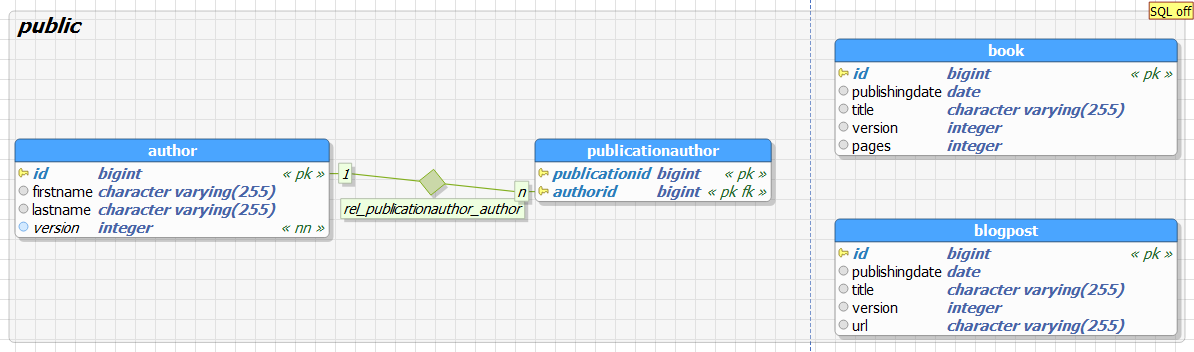 SQL off
public
book
id bigint « pk »
publishingdate date
title character varying(255)
version integer
pages integer
author
id bigint « pk »
firstname character varying(255)
lastname character varying(255)
version integer « nn »
1
n
rel_publicationauthor_author
publicationauthor
publicationid bigint « pk »
authorid bigint « pk fk »
blogpost
id bigint « pk »
publishingdate date
title character varying(255)
version integer
url character varying(255)